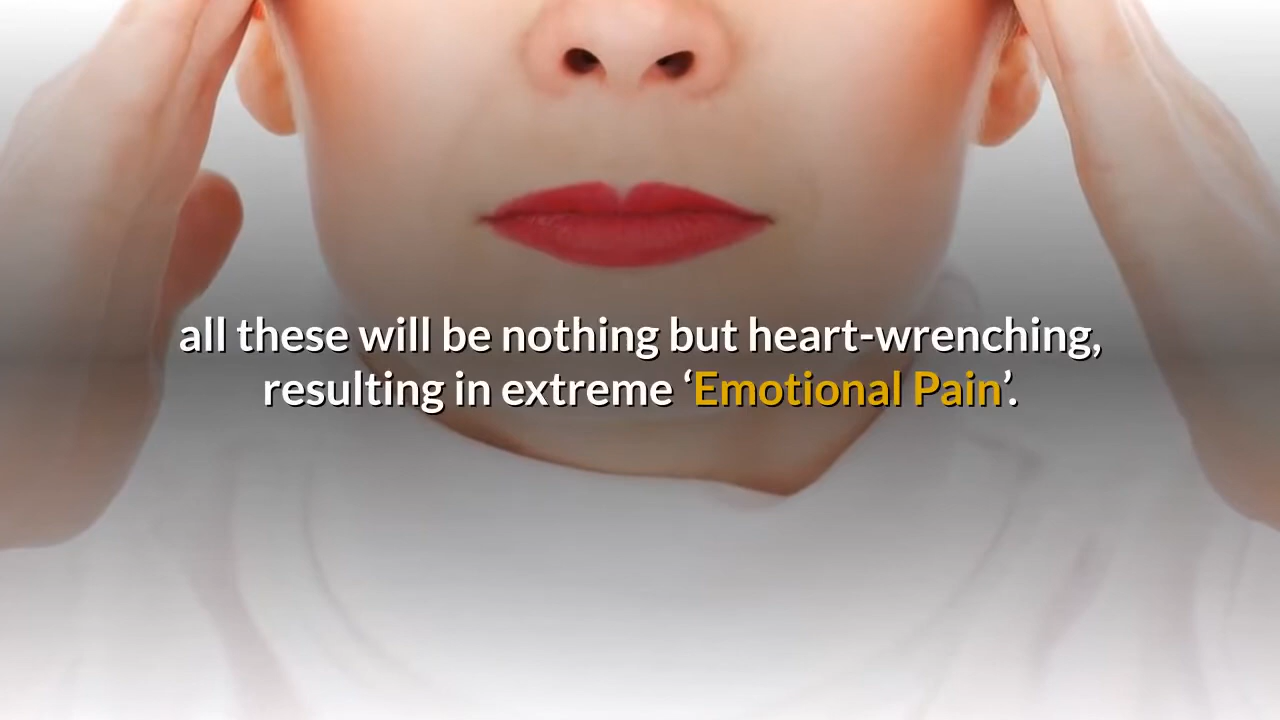 all these will be nothing but heart-wrenching,
resulting in extreme ‘Emotional Pain’.